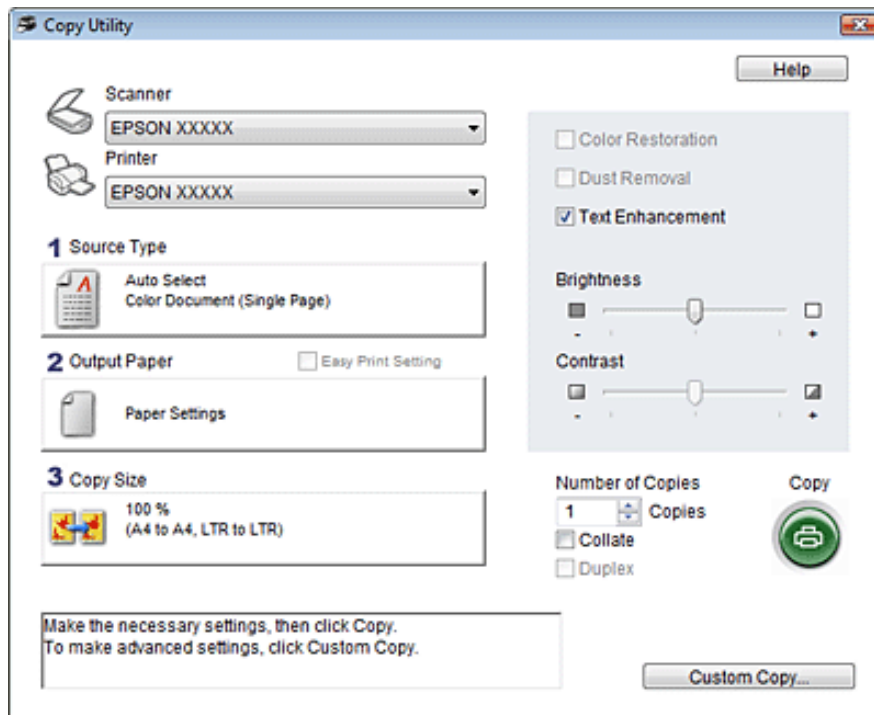 Copy Utility
Help
Scanner
EPSON XXXXX
Printer
EPSON XXXXX
1 Source Type
Auto Select
Color Document (Single Page)
2 Output Paper
Easy Print Setting
Paper Settings
3 Copy Size
100 %
(A4 to A4, LTR to LTR)
Color Restoration
Dust Removal
Text Enhancement
Brightness
- +
Contrast
- +
Number of Copies
1 Copies
Collate
Duplex
Copy
Make the necessary settings, then click Copy.
To make advanced settings, click Custom Copy.
Custom Copy...